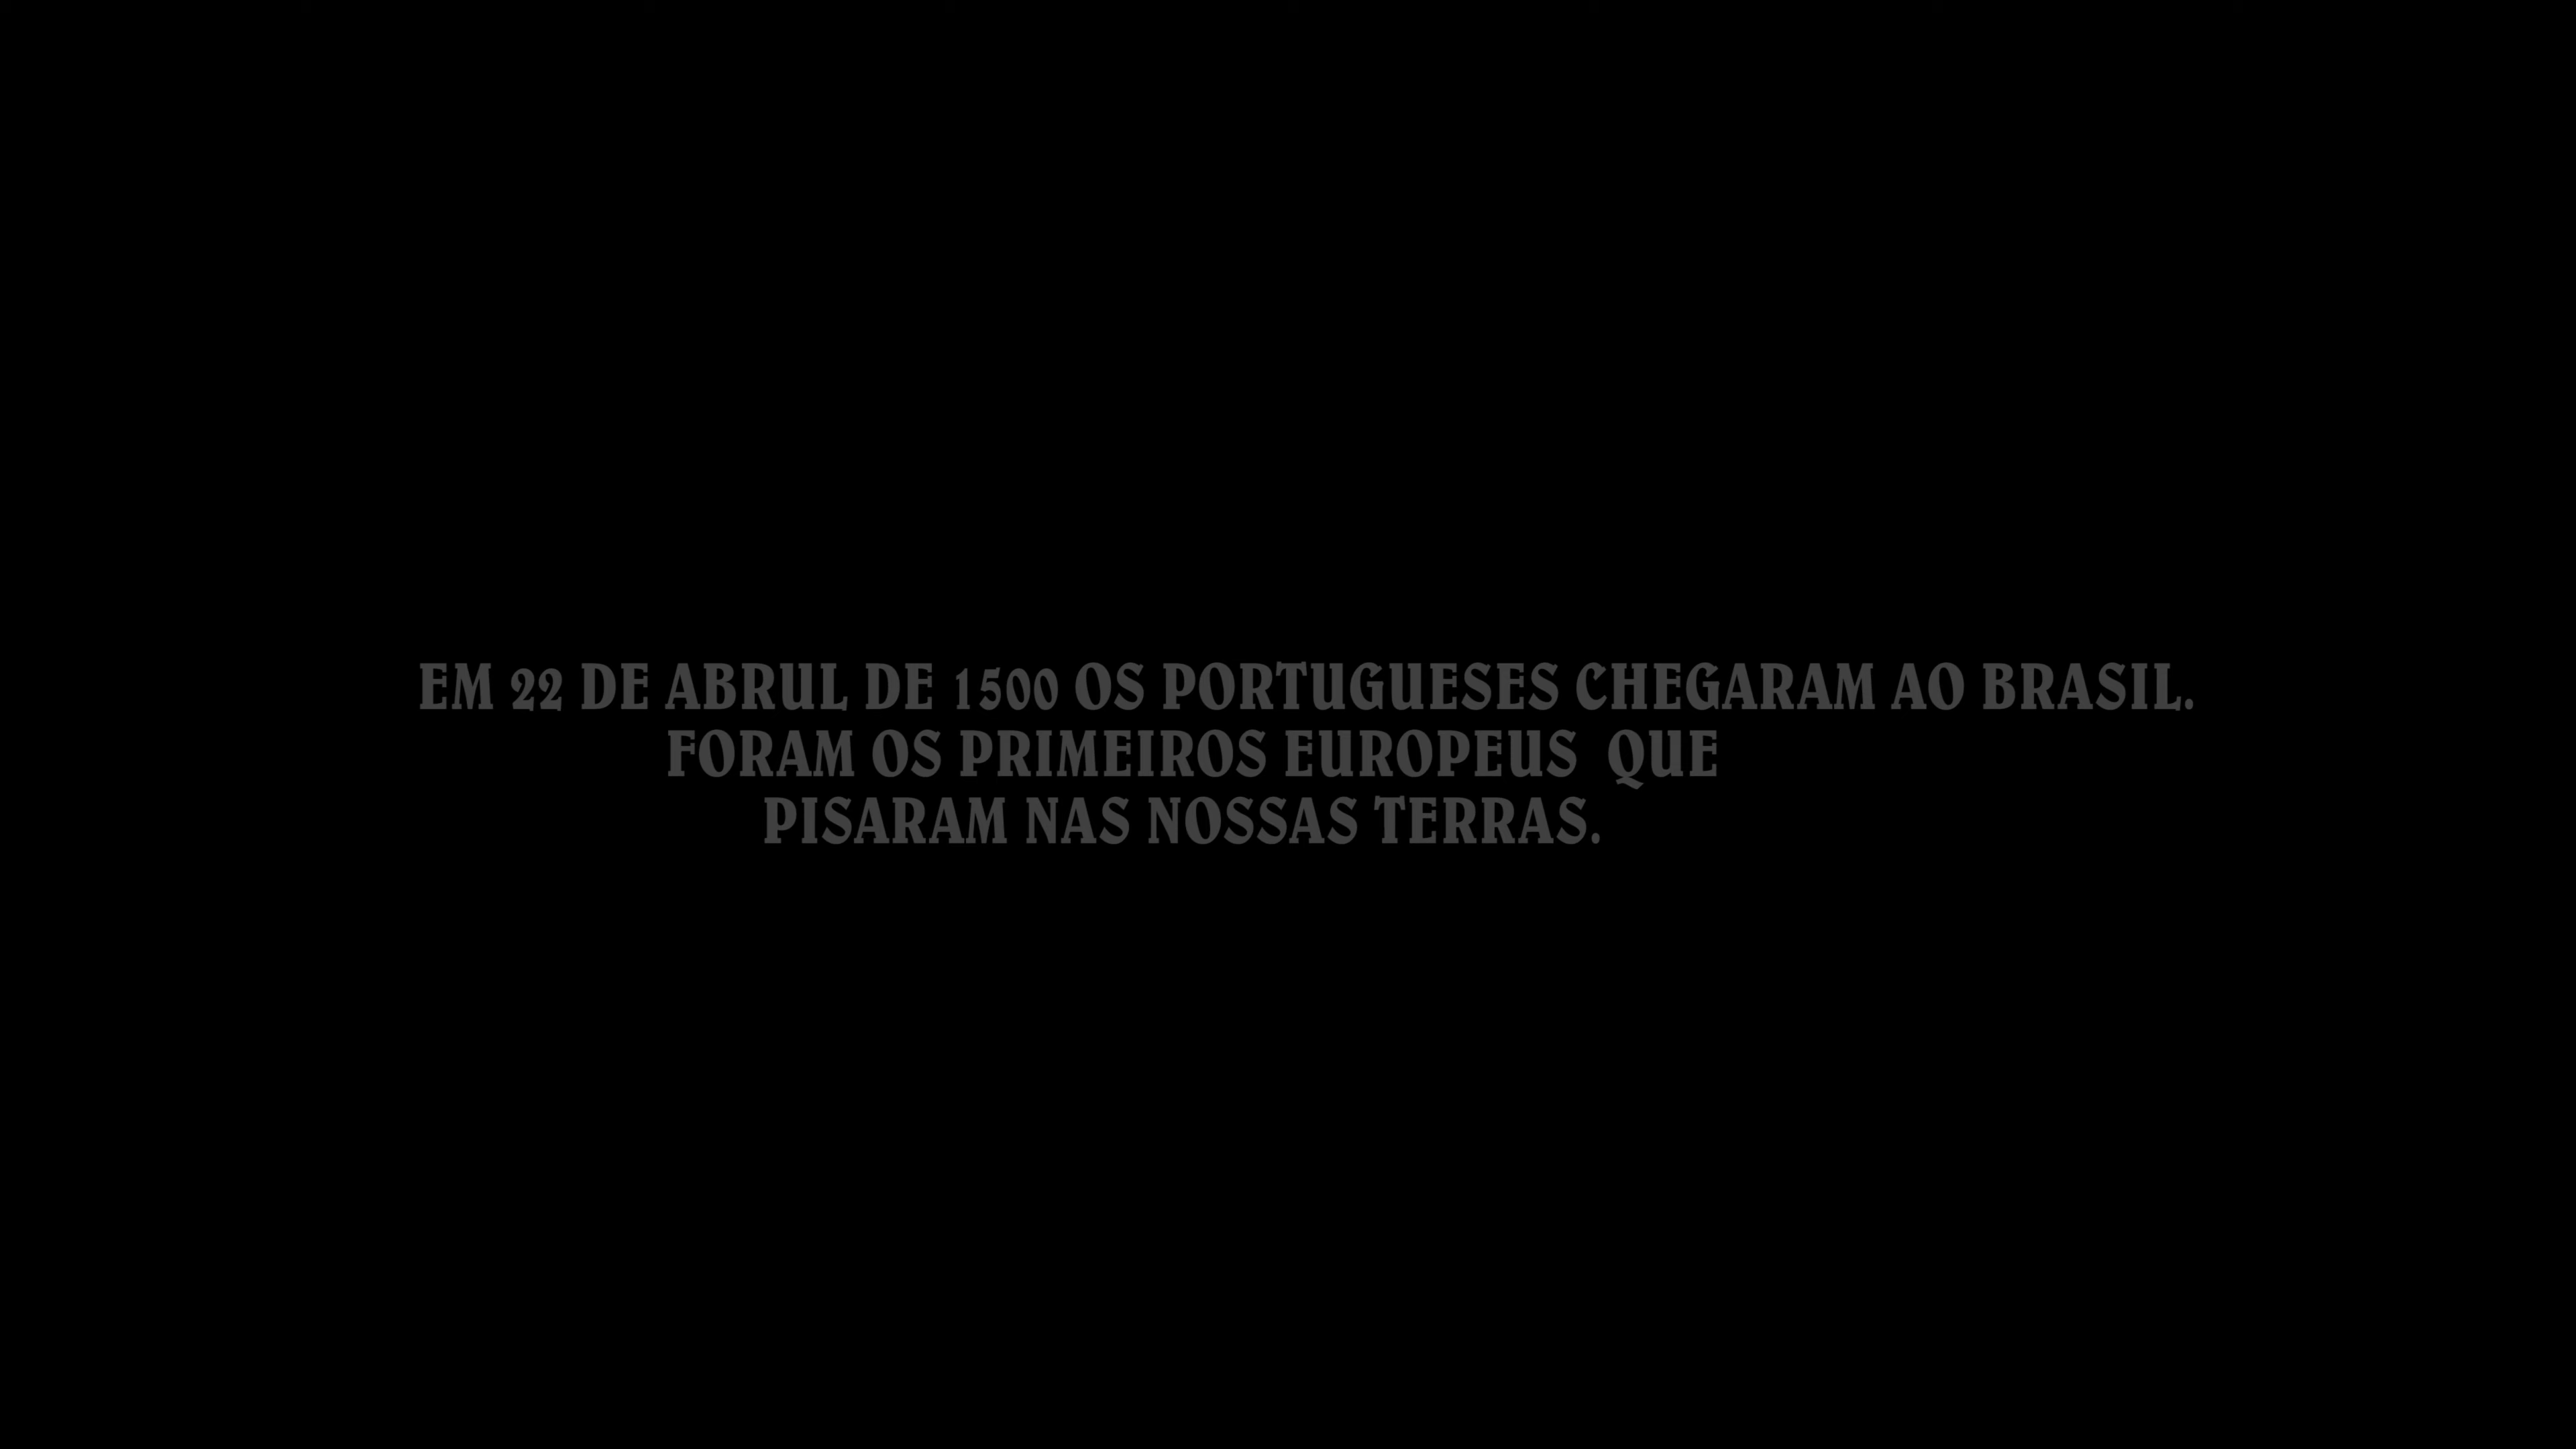 EM 22 DE ABRUL DE 1500 OS PORTUGUESES CHEGARAM AO BRASIL.
FORAM OS PRIMEIROS EUROPEUS QUE
PISARAM NAS NOSSAS TERRAS.